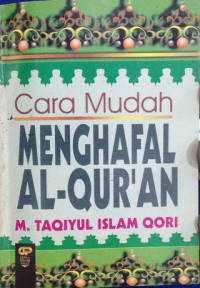 Cara Mudah
MENGHAFAL
AL-QUR'AN
M. TAQIYUL ISLAM QORI